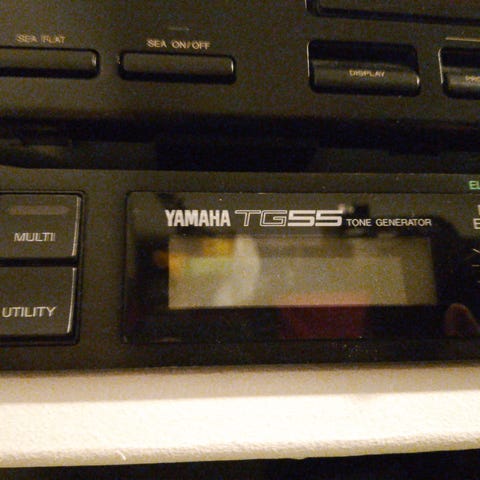 SEA FLAT
SEA ON/OFF
DISPLAY
YAMAHA TG55 TONE GENERATOR
MULTI
UTILITY